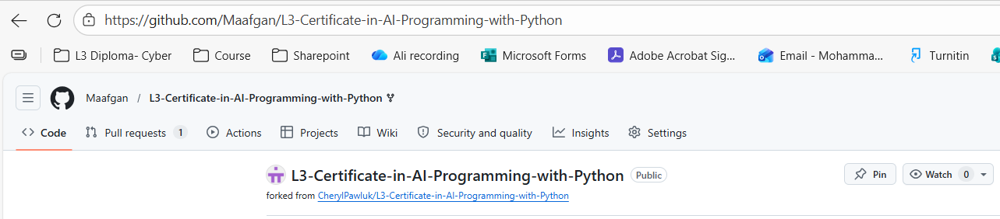 https://github.com/Maafgan/L3-Certificate-in-AI-Programming-with-Python
L3 Diploma- Cyber Course Sharepoint Ali recording Microsoft Forms Adobe Acrobat Sig... Email - Mohamma... Turnitin
Maafgan / L3-Certificate-in-AI-Programming-with-Python
Code Pull requests 1 Actions Projects Wiki Security and quality Insights Settings
L3-Certificate-in-AI-Programming-with-Python Public Pin Watch 0
forked from CherylPawluk/L3-Certificate-in-AI-Programming-with-Python